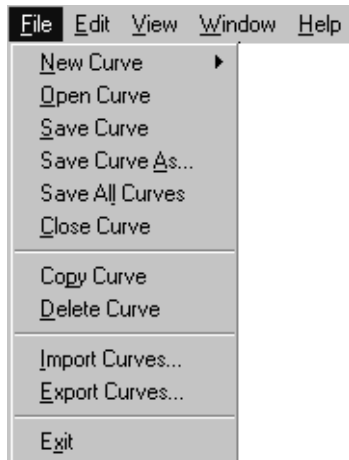 File Edit View Window Help
New Curve
Open Curve
Save Curve
Save Curve As...
Save All Curves
Close Curve
Copy Curve
Delete Curve
Import Curves...
Export Curves...
Exit